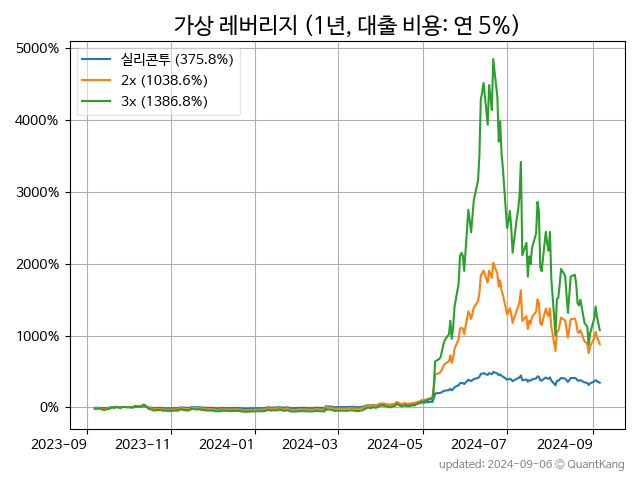 가상 레버리지 (1년, 대출 비용: 연 5%)
실리콘투 (375.8%)
2x (1038.6%)
3x (1386.8%)
5000%
4000%
3000%
2000%
1000%
0%
2023-09 2023-11 2024-01 2024-03 2024-05 2024-07 2024-09
updated: 2024-09-06 © QuantKang